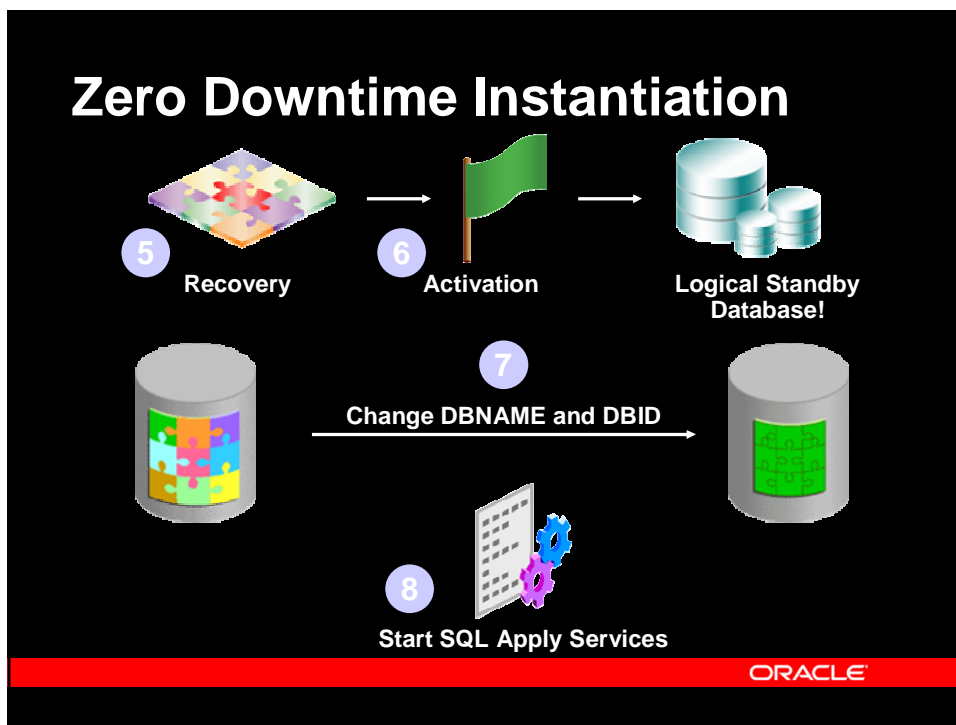 Zero Downtime Instantiation
5
Recovery
6
Activation
Logical Standby
Database!
7
Change DBNAME and DBID
8
Start SQL Apply Services
ORACLE